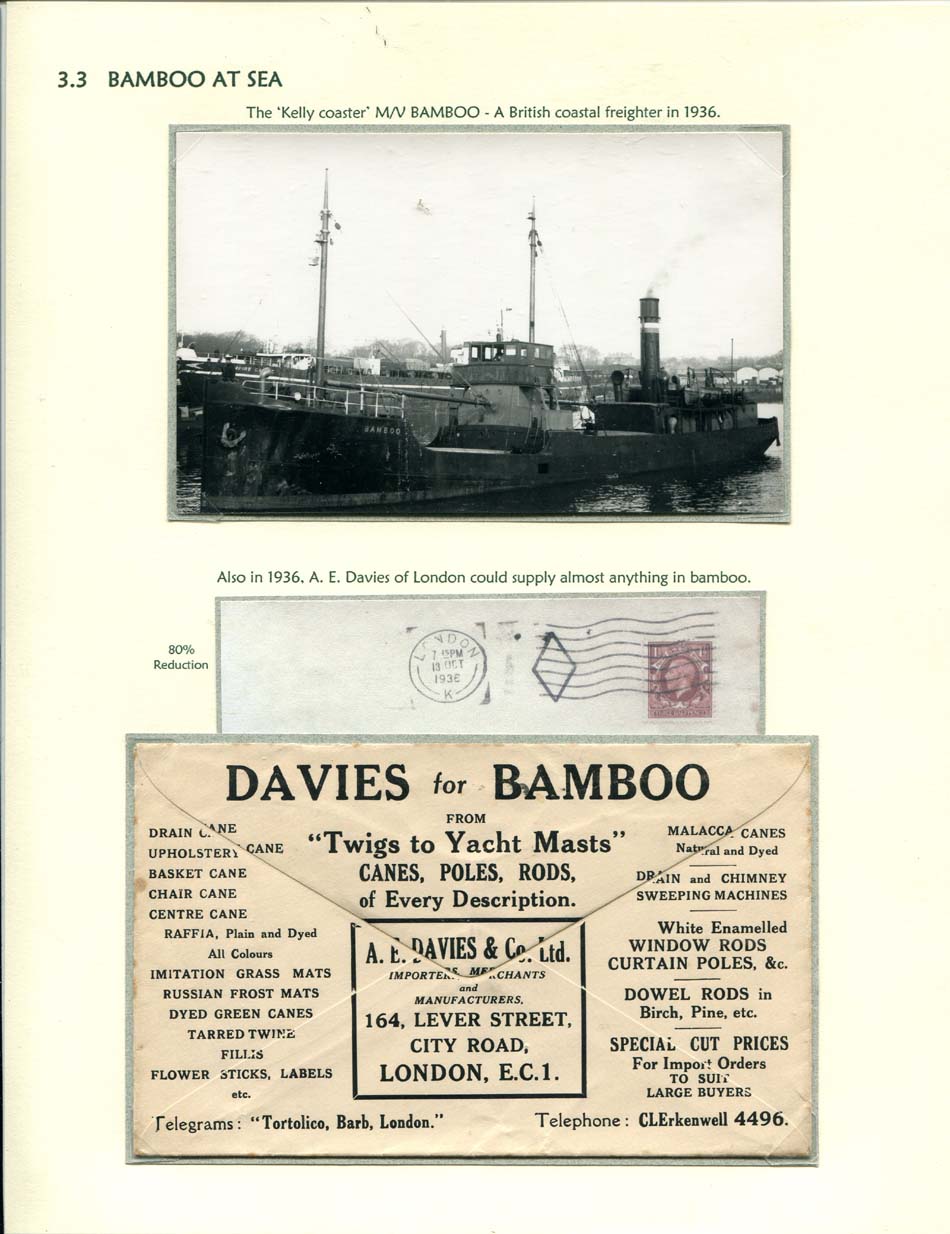 3.3 BAMBOO AT SEA
The 'Kelly coaster' M/V BAMBOO - A British coastal freighter in 1936.
BAMBOO
Also in 1936, A. E. Davies of London could supply almost anything in bamboo.
80%
Reduction
LONDON
7 15PM
13 OCT
1936
K
DAVIES for BAMBOO
FROM
"Twigs to Yacht Masts"
CANES, POLES, RODS,
of Every Description.
DRAIN CANE
UPHOLSTERY CANE
BASKET CANE
CHAIR CANE
CENTRE CANE
RAFFIA, Plain and Dyed
All Colours
IMITATION GRASS MATS
RUSSIAN FROST MATS
DYED GREEN CANES
TARRED TWINE
FILLIS
FLOWER STICKS, LABELS
etc.
A. E. DAVIES & Co. Ltd.
IMPORTERS, MERCHANTS
and
MANUFACTURERS.
164, LEVER STREET,
CITY ROAD,
LONDON, E.C.1.
MALACCA CANES
Natural and Dyed
DRAIN and CHIMNEY
SWEEPING MACHINES
White Enamelled
WINDOW RODS
CURTAIN POLES, &c.
DOWEL RODS in
Birch, Pine, etc.
SPECIAL CUT PRICES
For Import Orders
TO SUIT
LARGE BUYERS
Telegrams: "Tortolico, Barb, London."
Telephone: CLErkenwell 4496.